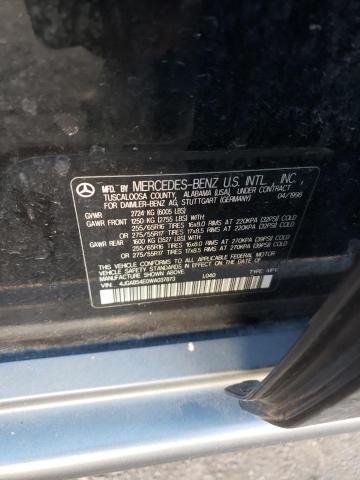 MFD. BY MERCEDES-BENZ U.S. INTL., INC.,
TUSCALOOSA COUNTY, ALABAMA (USA), UNDER CONTRACT
FOR DAIMLER-BENZ AG, STUTTGART (GERMANY) 04/1998
GVWR 2724 KG (6005 LBS)
GAWR FRONT 1250 KG (2755 LBS) WITH
255/65R16 TIRES 16x8.0 RIMS AT 220KPA (32PSI) COLD
OR 275/55R17 TIRES 17x8.5 RIMS AT 220KPA (32PSI) COLD
GAWR REAR 1600 KG (3527 LBS) WITH
255/65R16 TIRES 16x8.0 RIMS AT 270KPA (39PSI) COLD
OR 275/55R17 TIRES 17x8.5 RIMS AT 270KPA (39PSI) COLD
THIS VEHICLE CONFORMS TO ALL APPLICABLE FEDERAL MOTOR
VEHICLE SAFETY STANDARDS IN EFFECT ON THE DATE OF
MANUFACTURE SHOWN ABOVE. L040 TYPE: MPV
VIN: